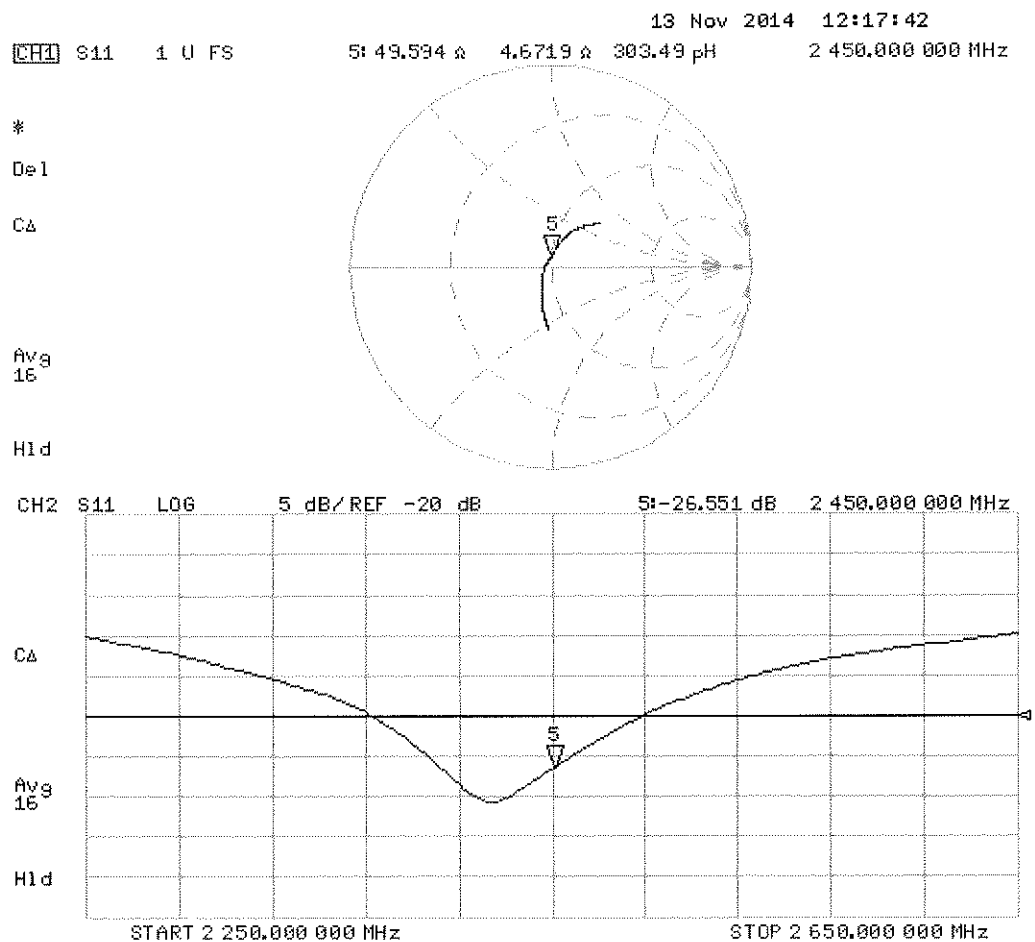 13 Nov 2014 12:17:42
CH1 S11 1 U FS 5: 49.594 Ω 4.6719 Ω 303.49 pH 2 450.000 000 MHz
*
Del
CΔ
5
Avg
16
Hld
CH2 S11 LOG 5 dB/REF -20 dB 5:-26.551 dB 2 450.000 000 MHz
CΔ
5
Avg
16
Hld
START 2 250.000 000 MHz STOP 2 650.000 000 MHz